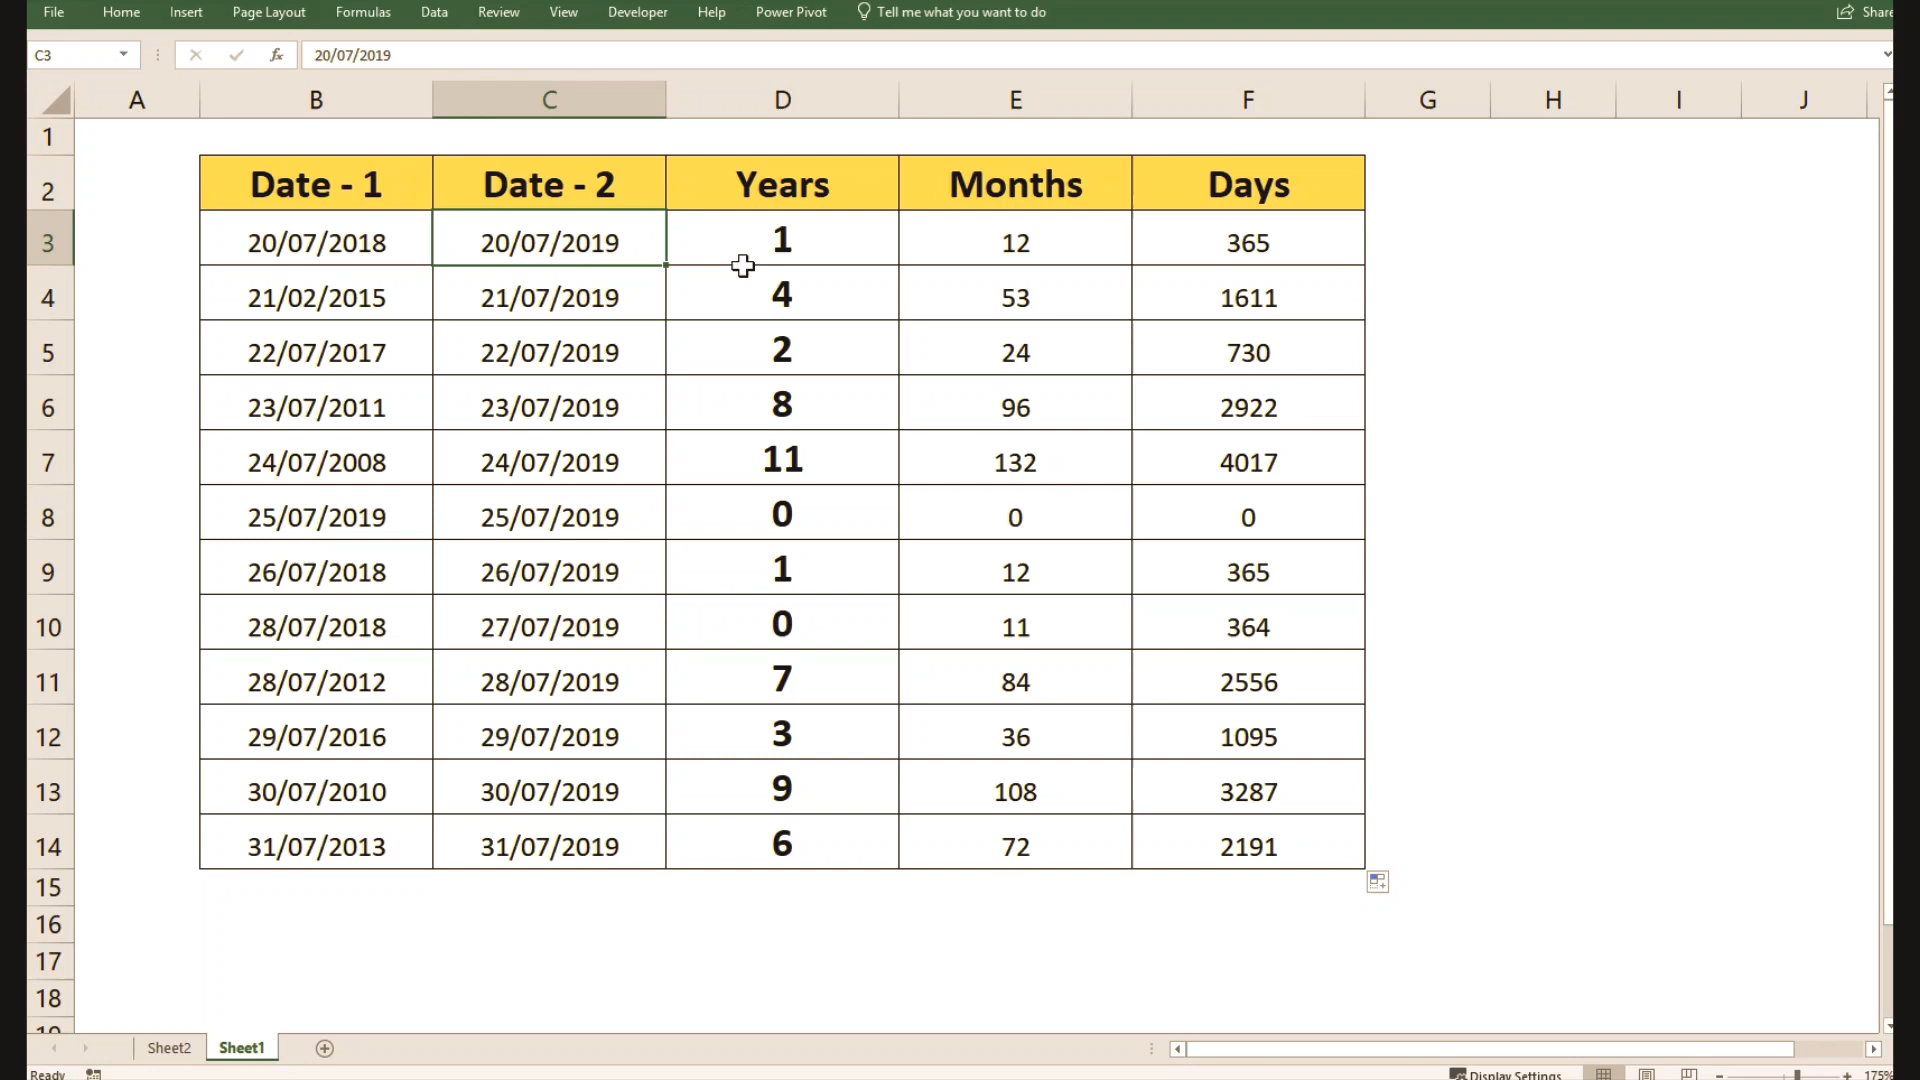 File Home Insert Page Layout Formulas Data Review View Developer Help Power Pivot Tell me what you want to do Share
C3 fx 20/07/2019
A B C D E F G H I J
1
2 Date - 1 Date - 2 Years Months Days
3 20/07/2018 20/07/2019 1 12 365
4 21/02/2015 21/07/2019 4 53 1611
5 22/07/2017 22/07/2019 2 24 730
6 23/07/2011 23/07/2019 8 96 2922
7 24/07/2008 24/07/2019 11 132 4017
8 25/07/2019 25/07/2019 0 0 0
9 26/07/2018 26/07/2019 1 12 365
10 28/07/2018 27/07/2019 0 11 364
11 28/07/2012 28/07/2019 7 84 2556
12 29/07/2016 29/07/2019 3 36 1095
13 30/07/2010 30/07/2019 9 108 3287
14 31/07/2013 31/07/2019 6 72 2191
15
16
17
18
19
Sheet2 Sheet1
Ready Display Settings 175%